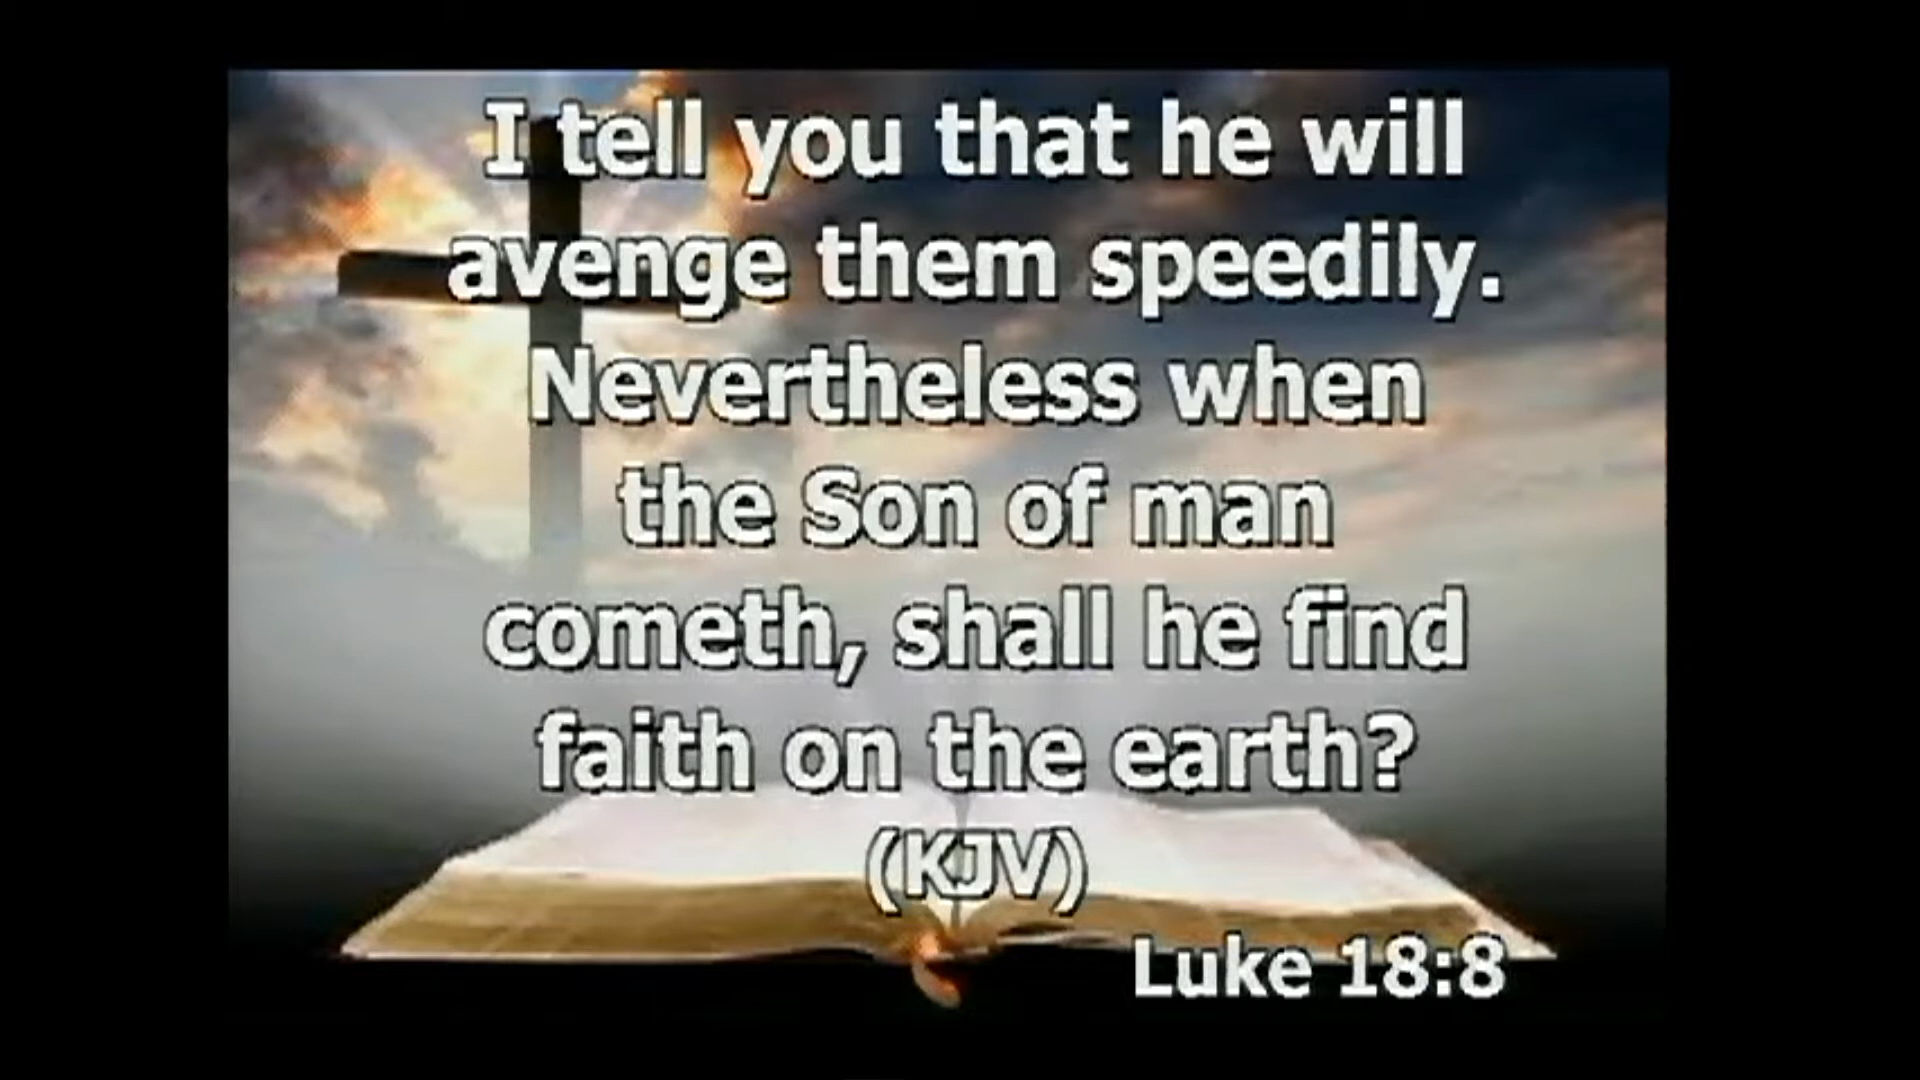 I tell you that he will
avenge them speedily.
Nevertheless when
the Son of man
cometh, shall he find
faith on the earth?
(KJV)
Luke 18:8